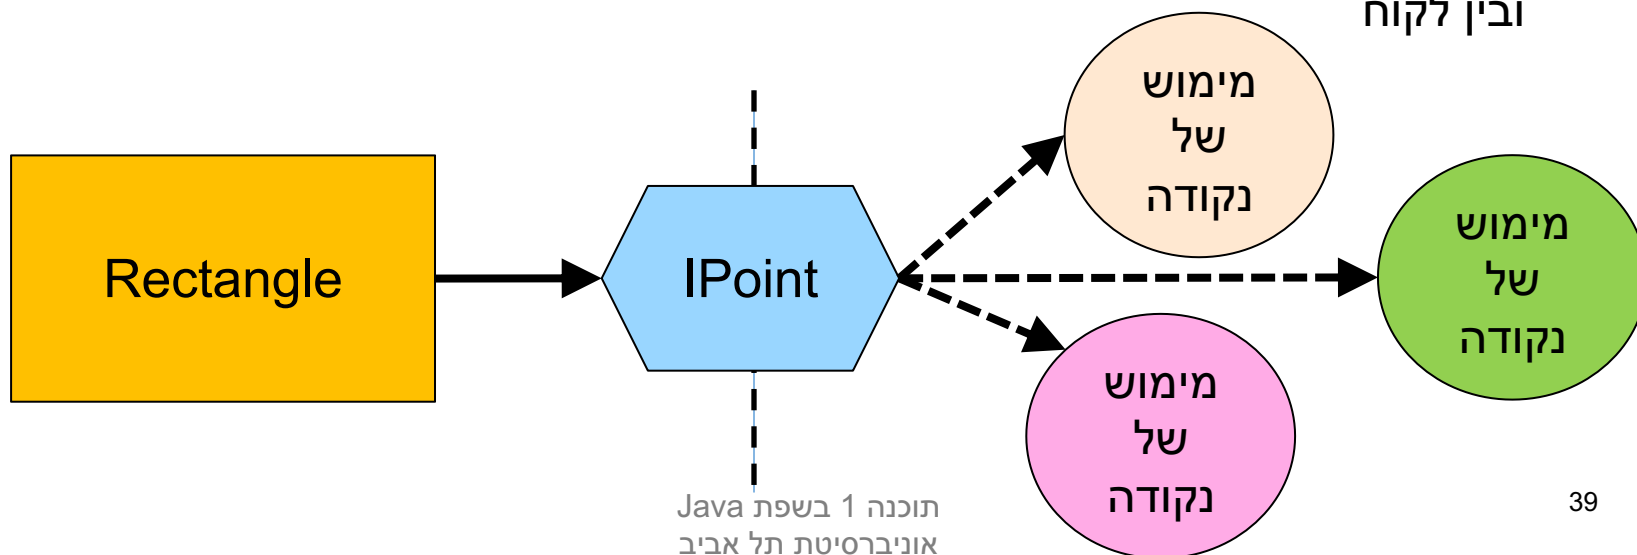 ובין לקוח
Rectangle
IPoint
מימוש
של
נקודה
מימוש
של
נקודה
מימוש
של
נקודה
תוכנה 1 בשפת Java
אוניברסיטת תל אביב
39